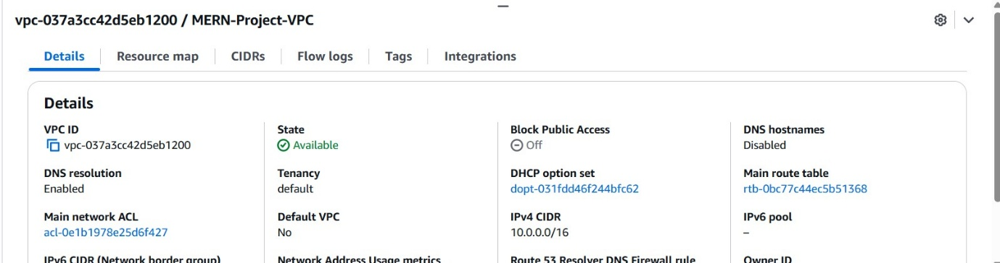 vpc-037a3cc42d5eb1200 / MERN-Project-VPC
Details Resource map CIDRs Flow logs Tags Integrations
Details
VPC ID State Block Public Access DNS hostnames
vpc-037a3cc42d5eb1200 Available Off Disabled
DNS resolution Tenancy DHCP option set Main route table
Enabled default dopt-031fdd46f244bfc62 rtb-0bc77c44ec5b51368
Main network ACL Default VPC IPv4 CIDR IPv6 pool
acl-0e1b1978e25d6f427 No 10.0.0.0/16 –
IPv6 CIDR (Network border group) Network Address Usage metrics Route 53 Resolver DNS Firewall rule Owner ID